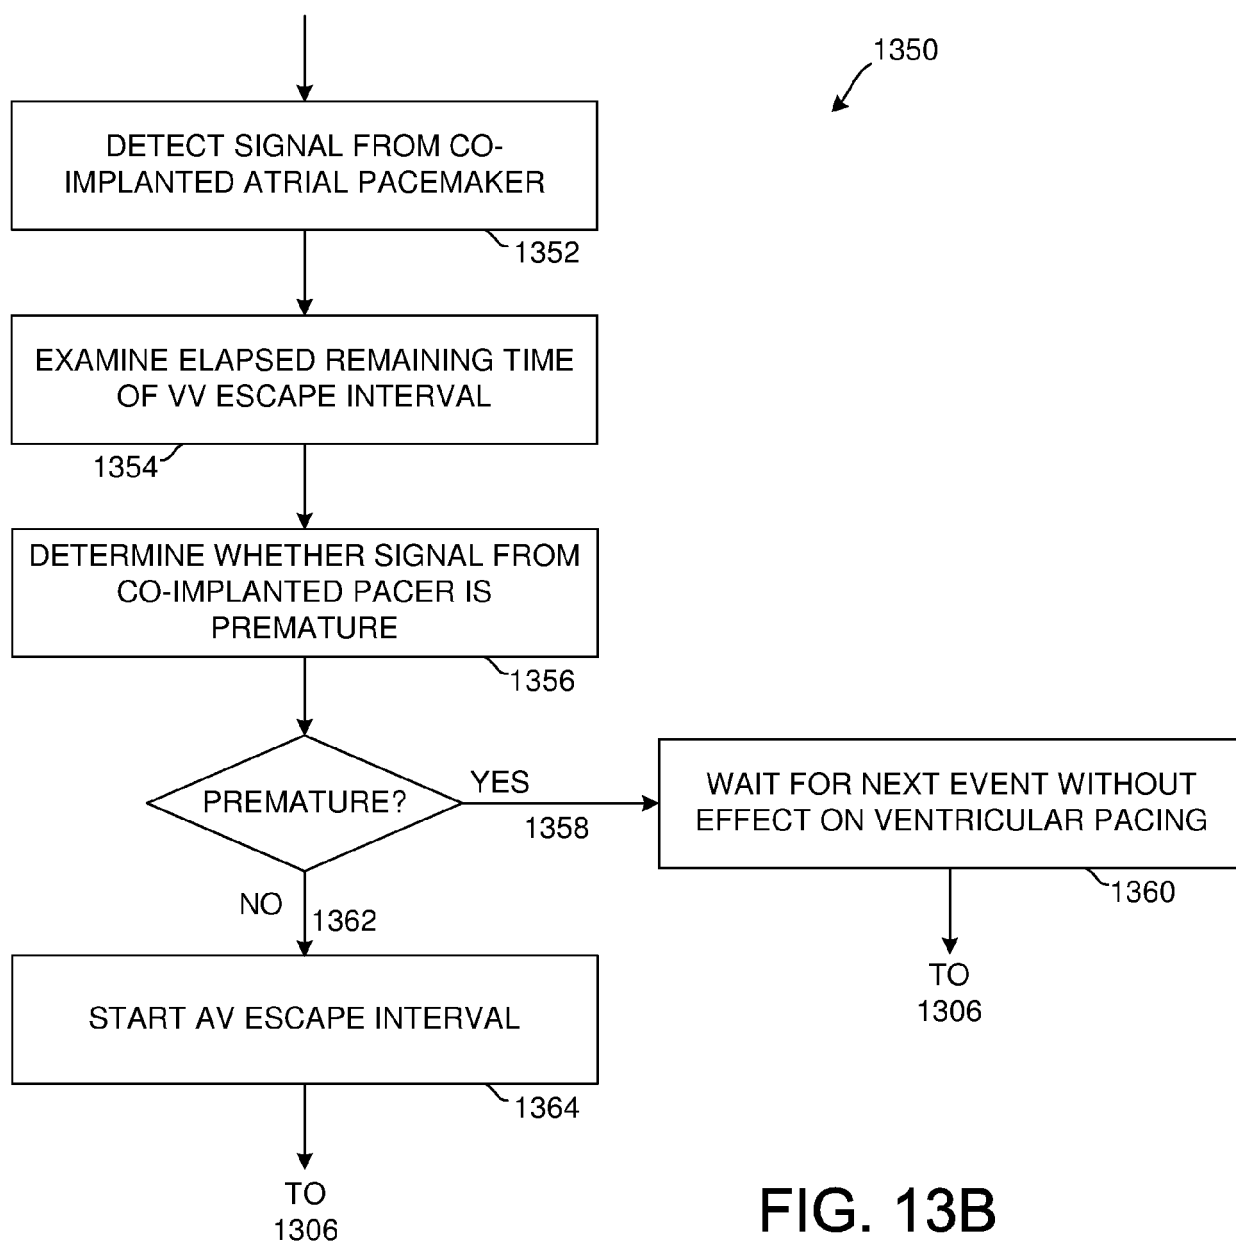 1350
DETECT SIGNAL FROM CO-
IMPLANTED ATRIAL PACEMAKER
1352
EXAMINE ELAPSED REMAINING TIME
OF VV ESCAPE INTERVAL
1354
DETERMINE WHETHER SIGNAL FROM
CO-IMPLANTED PACER IS
PREMATURE
1356
PREMATURE?
YES
1358
WAIT FOR NEXT EVENT WITHOUT
EFFECT ON VENTRICULAR PACING
1360
TO
1306
NO
1362
START AV ESCAPE INTERVAL
1364
TO
1306
FIG. 13B